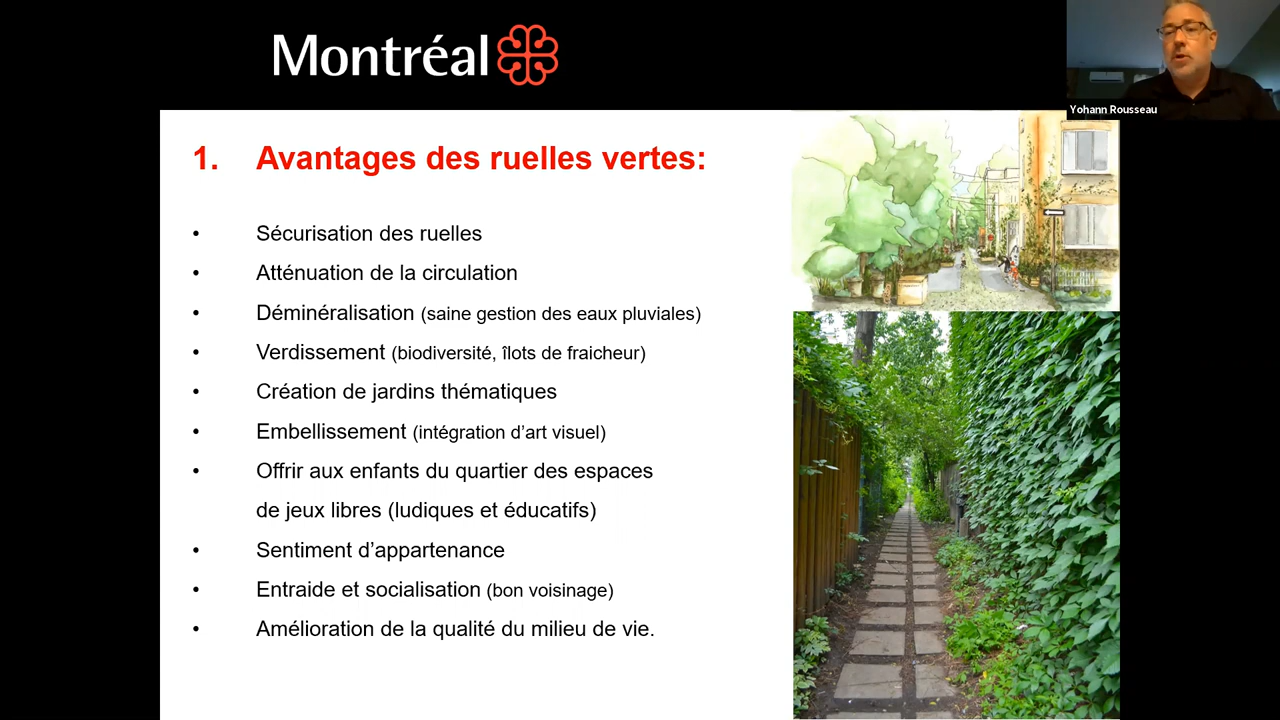 Montréal
Yohann Rousseau
1. Avantages des ruelles vertes:
• Sécurisation des ruelles
• Atténuation de la circulation
• Déminéralisation (saine gestion des eaux pluviales)
• Verdissement (biodiversité, îlots de fraicheur)
• Création de jardins thématiques
• Embellissement (intégration d’art visuel)
• Offrir aux enfants du quartier des espaces
de jeux libres (ludiques et éducatifs)
• Sentiment d’appartenance
• Entraide et socialisation (bon voisinage)
• Amélioration de la qualité du milieu de vie.